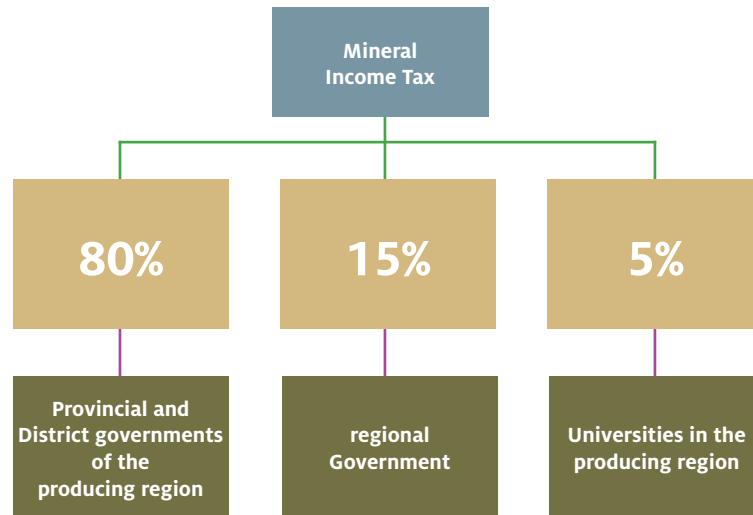 Mineral
Income Tax
80%
15%
5%
Provincial and
District governments
of the
producing region
regional
Government
Universities in the
producing region